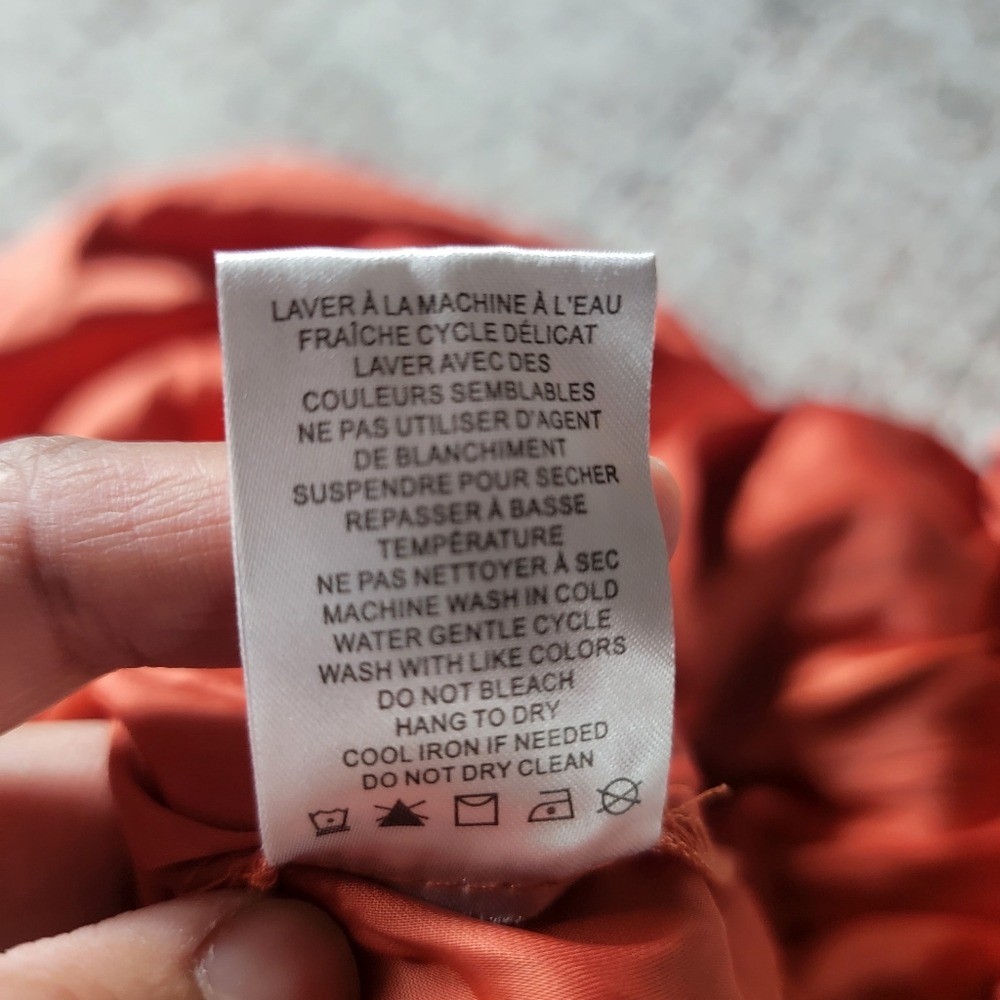 LAVER À LA MACHINE À L'EAU
FRAÎCHE CYCLE DÉLICAT
LAVER AVEC DES
COULEURS SEMBLABLES
NE PAS UTILISER D'AGENT
DE BLANCHIMENT
SUSPENDRE POUR SECHER
REPASSER À BASSE
TEMPÉRATURE
NE PAS NETTOYER À SEC
MACHINE WASH IN COLD
WATER GENTLE CYCLE
WASH WITH LIKE COLORS
DO NOT BLEACH
HANG TO DRY
COOL IRON IF NEEDED
DO NOT DRY CLEAN